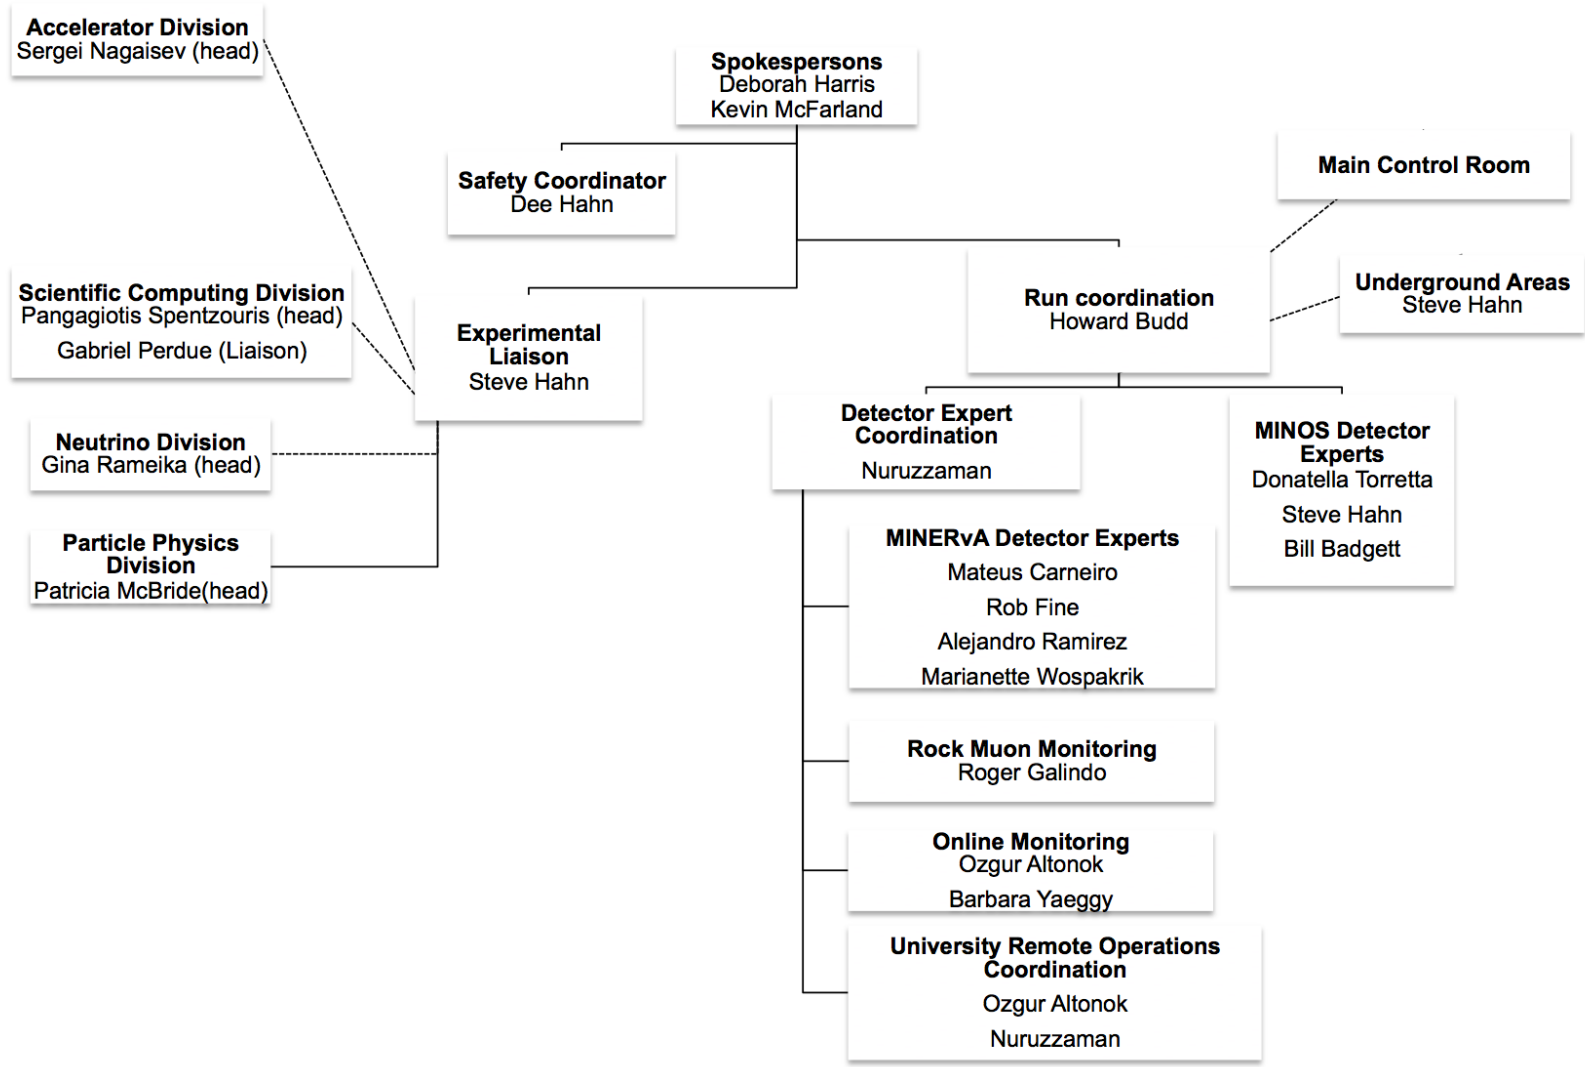 Accelerator Division
Sergei Nagaisev (head)
Spokespersons
Deborah Harris
Kevin McFarland
Safety Coordinator
Dee Hahn
Main Control Room
Scientific Computing Division
Pangagiotis Spentzouris (head)
Gabriel Perdue (Liaison)
Experimental
Liaison
Steve Hahn
Run coordination
Howard Budd
Underground Areas
Steve Hahn
Neutrino Division
Gina Rameika (head)
Particle Physics
Division
Patricia McBride(head)
Detector Expert
Coordination
Nuruzzaman
MINOS Detector
Experts
Donatella Torretta
Steve Hahn
Bill Badgett
MINERvA Detector Experts
Mateus Carneiro
Rob Fine
Alejandro Ramirez
Marianette Wospakrik
Rock Muon Monitoring
Roger Galindo
Online Monitoring
Ozgur Altonok
Barbara Yaeggy
University Remote Operations
Coordination
Ozgur Altonok
Nuruzzaman